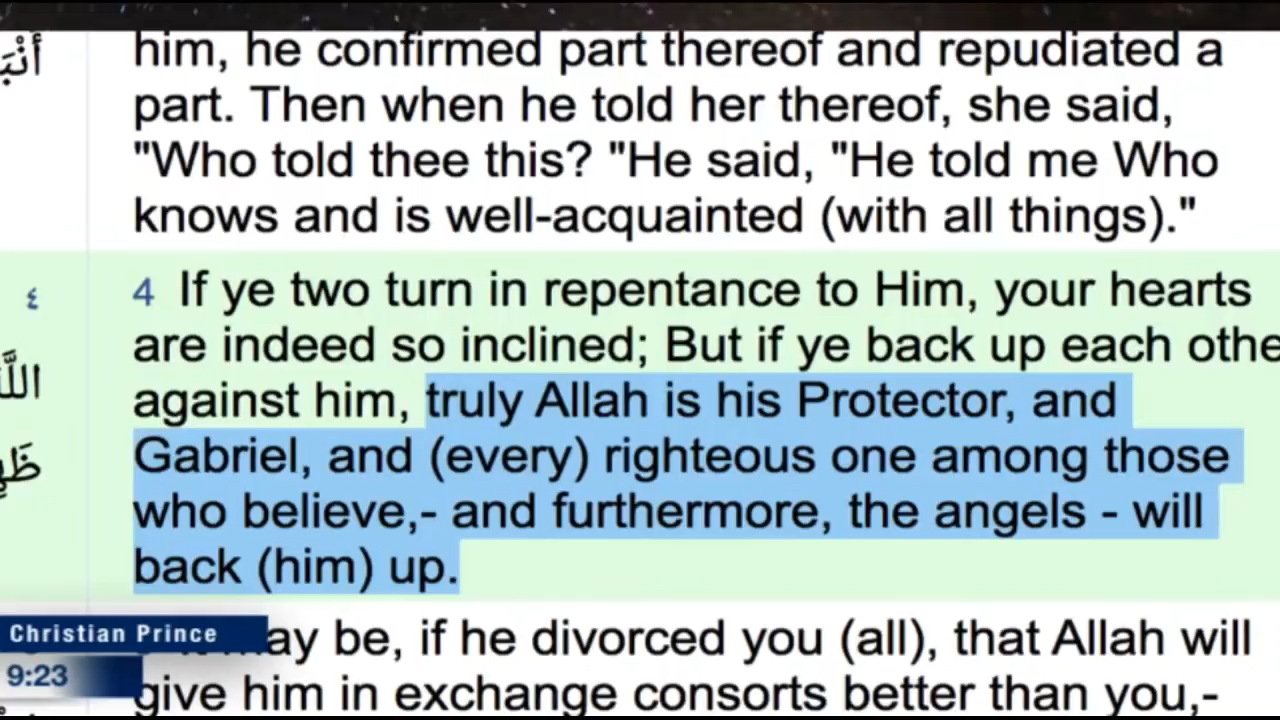 him, he confirmed part thereof and repudiated a
part. Then when he told her thereof, she said,
"Who told thee this? "He said, "He told me Who
knows and is well-acquainted (with all things)."
٤ 4 If ye two turn in repentance to Him, your hearts
are indeed so inclined; But if ye back up each othe
against him, truly Allah is his Protector, and
Gabriel, and (every) righteous one among those
who believe,- and furthermore, the angels - will
back (him) up.
may be, if he divorced you (all), that Allah will
give him in exchange consorts better than you,-
Christian Prince
9:23